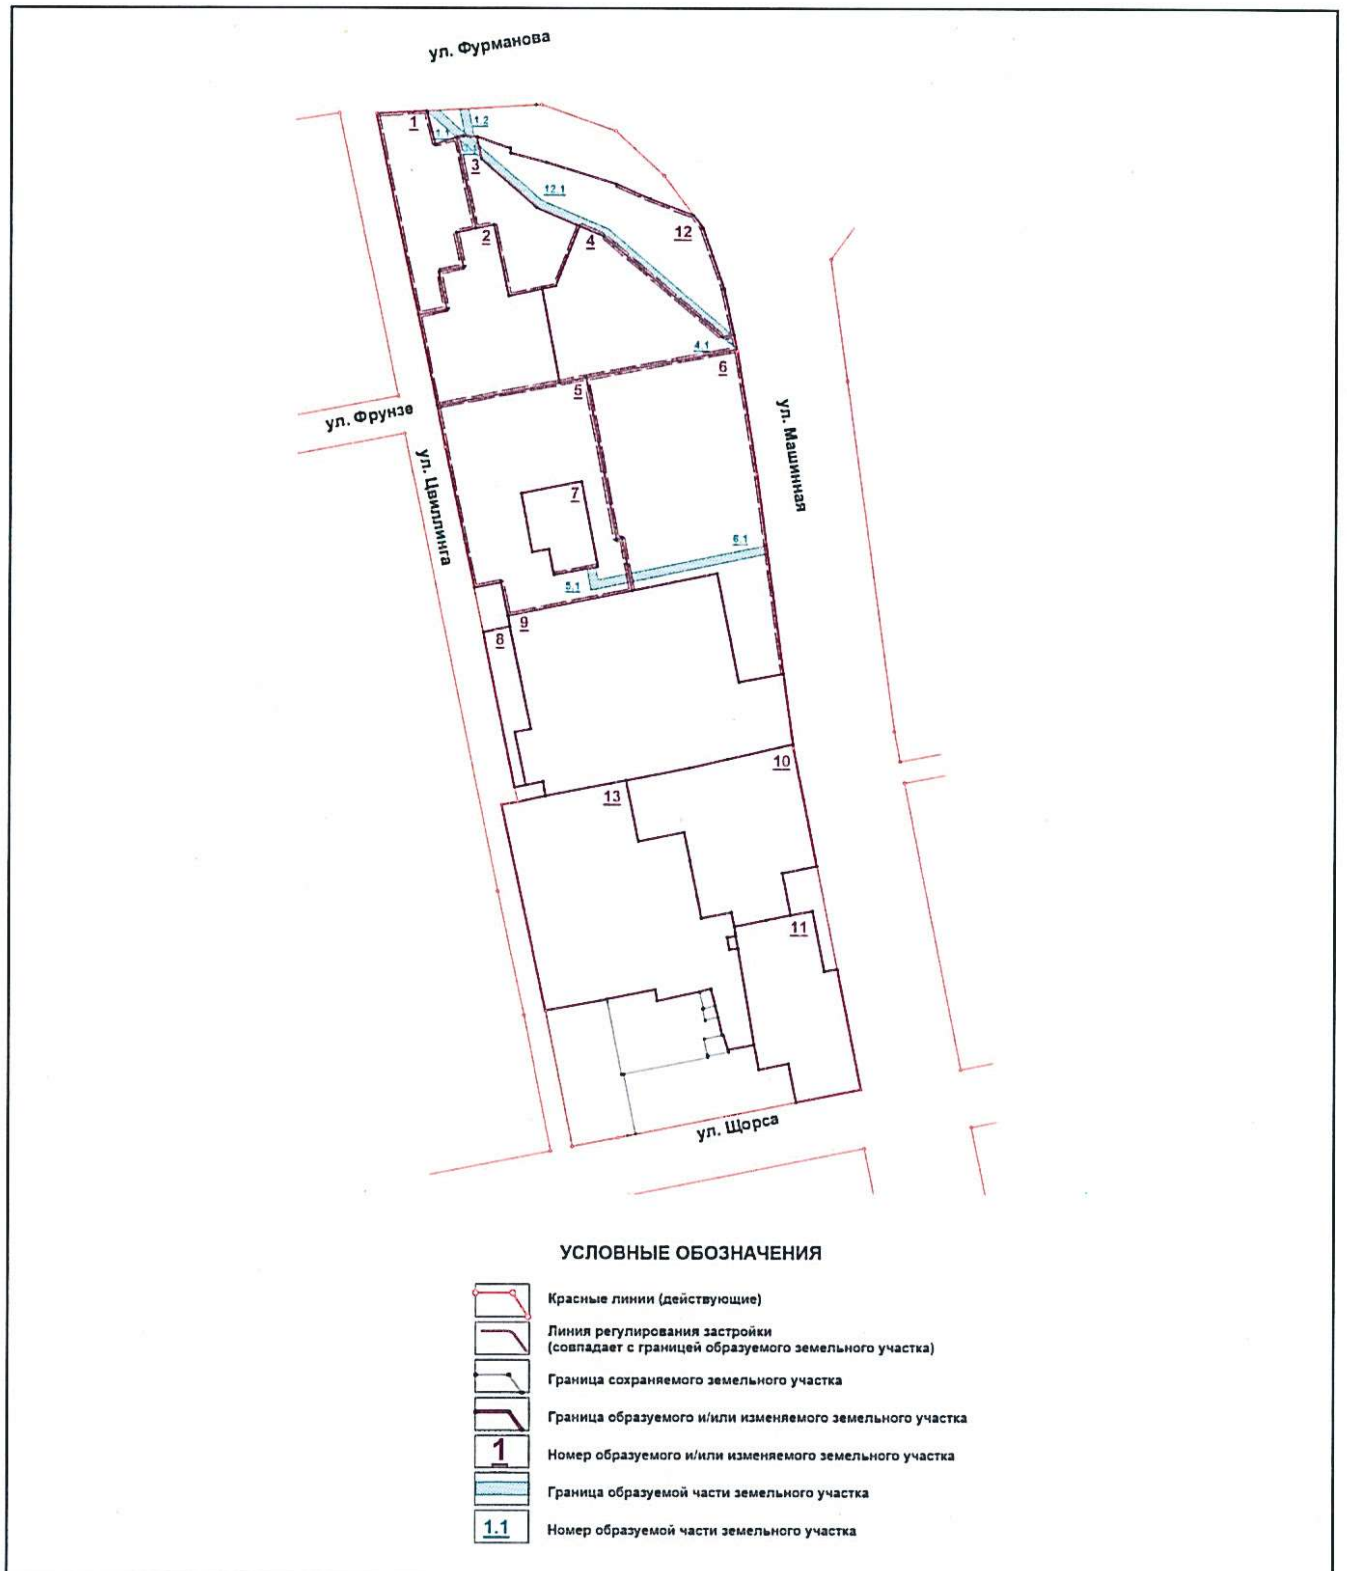 ул. Фурманова
1
1.1
1.2
3.1
3
12.1
12
2
4
4.1
6
5
ул. Фрунзе
ул. Машинная
ул. Цвиллинга
7
6.1
5.1
9
8
10
13
11
ул. Щорса
УСЛОВНЫЕ ОБОЗНАЧЕНИЯ
Красные линии (действующие)
Линия регулирования застройки
(совпадает с границей образуемого земельного участка)
Граница сохраняемого земельного участка
Граница образуемого и/или изменяемого земельного участка
1
Номер образуемого и/или изменяемого земельного участка
Граница образуемой части земельного участка
1.1
Номер образуемой части земельного участка